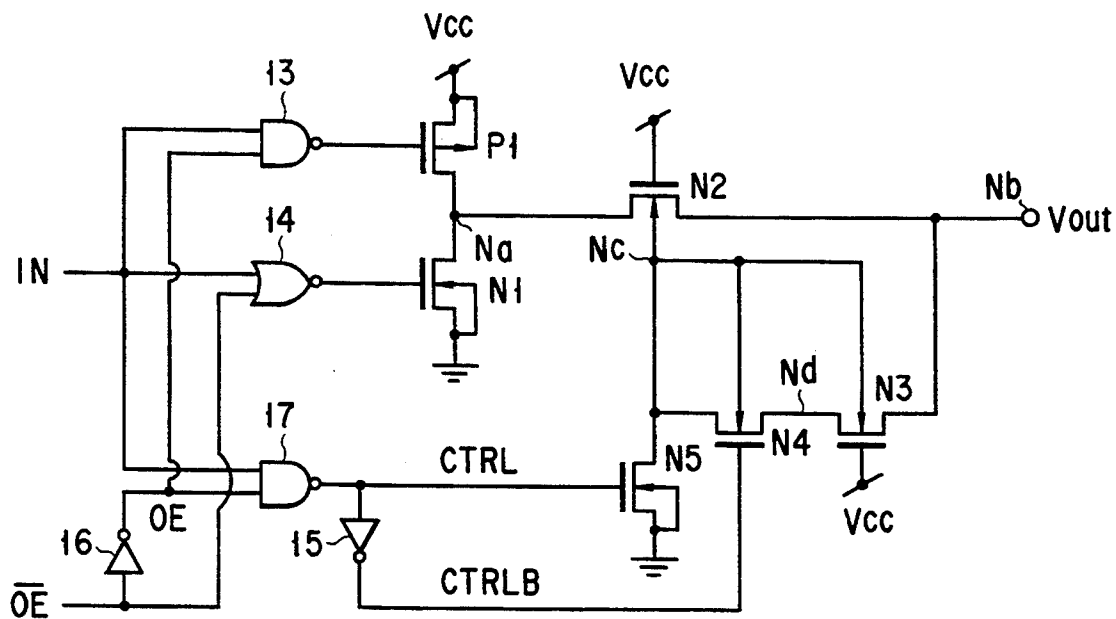 Vcc
13
Vcc
P1
N2
Nb
Vout
14
Na
Nc
IN
N1
Nd
N3
17
CTRL
N5
N4
OE
Vcc
16
15
CTRLB
O̅E̅